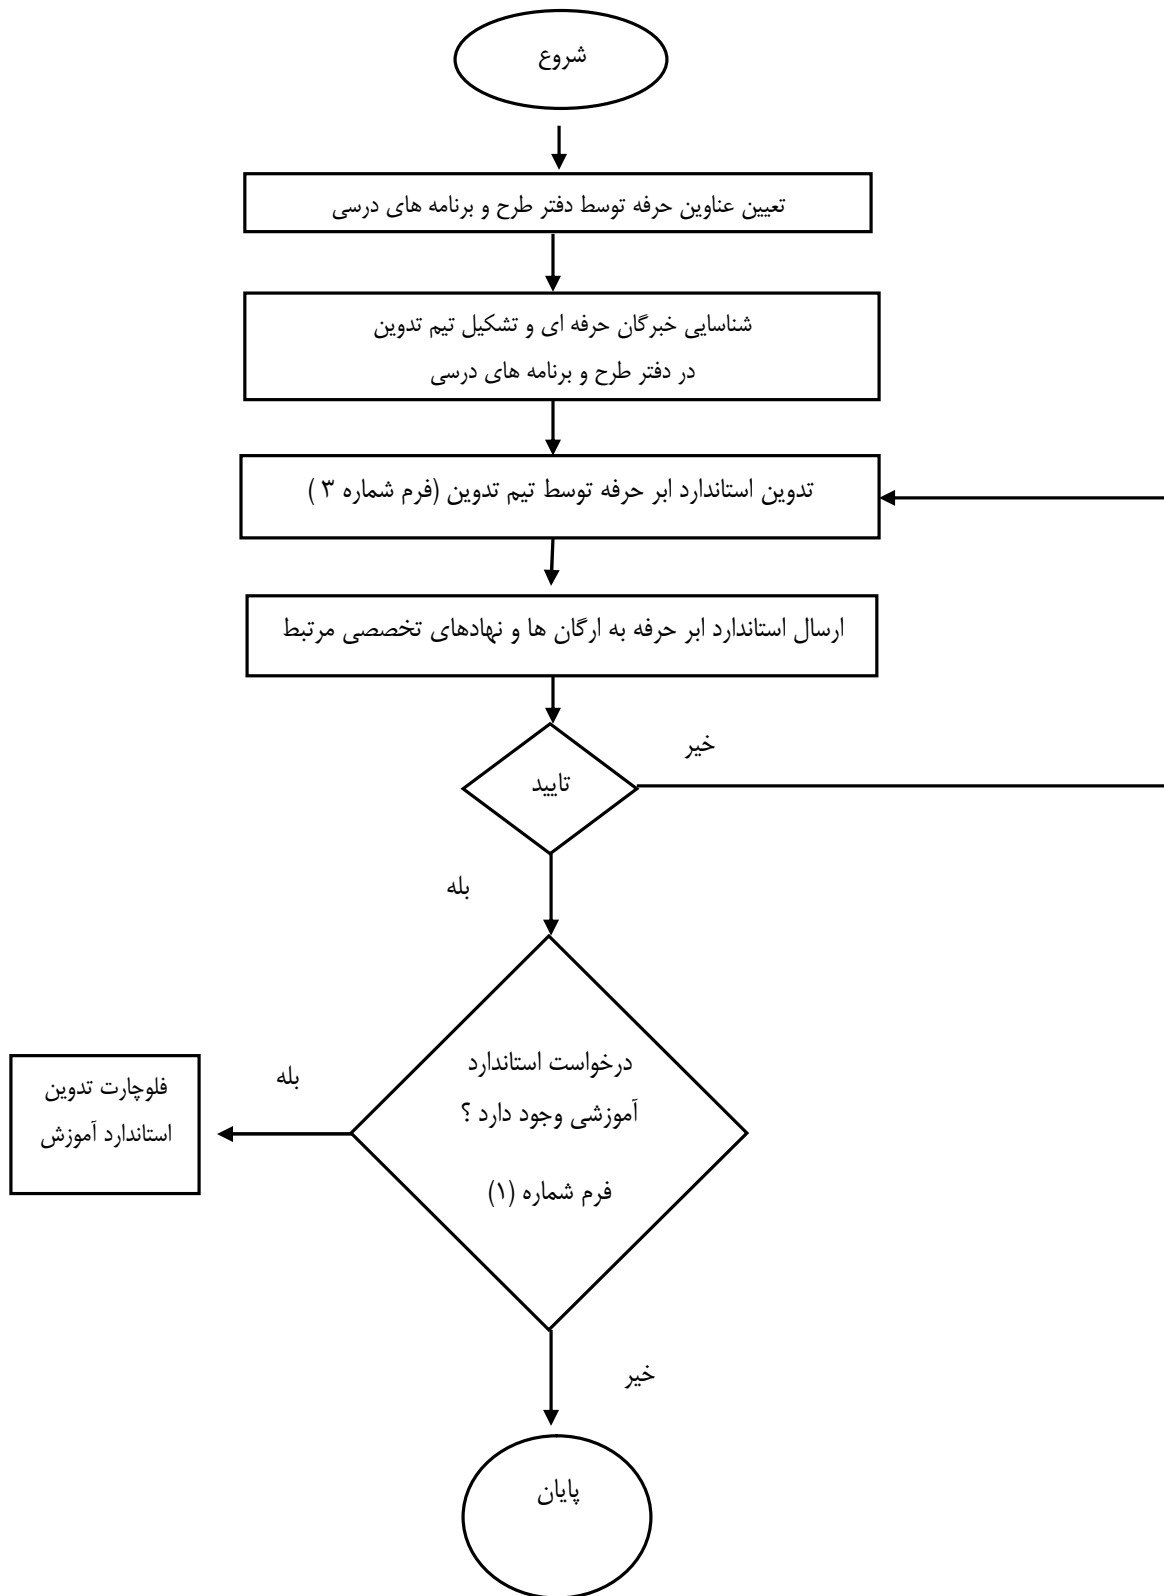 شروع
تعیین عناوین حرفه توسط دفتر طرح و برنامه های درسی
شناسایی خبرگان حرفه ای و تشکیل تیم تدوین
در دفتر طرح و برنامه های درسی
تدوین استاندارد ابر حرفه توسط تیم تدوین (فرم شماره ۳ )
ارسال استاندارد ابر حرفه به ارگان ها و نهادهای تخصصی مرتبط
خیر
تایید
بله
درخواست استاندارد
آموزشی وجود دارد ؟
فرم شماره (۱)
بله
فلوچارت تدوین
استاندارد آموزش
خیر
پایان